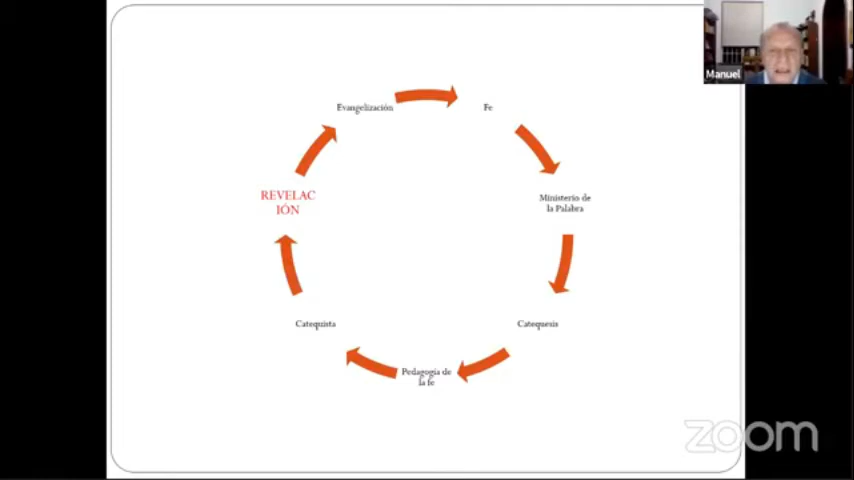 Manuel
Evangelización
Fe
REVELAC
IÓN
Ministerio de
la Palabra
Catequista
Catequesis
Pedagogía de
la fe
zoom